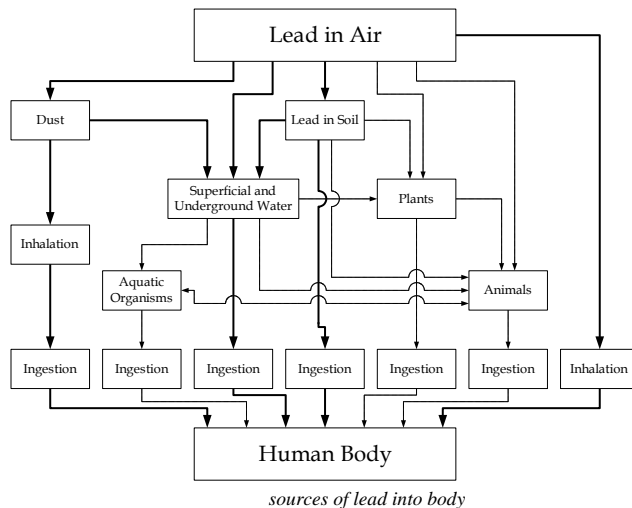 Lead in Air
Dust
Lead in Soil
Superficial and
Underground Water
Plants
Inhalation
Aquatic
Organisms
Animals
Ingestion
Ingestion
Ingestion
Ingestion
Ingestion
Ingestion
Inhalation
Human Body
sources of lead into body